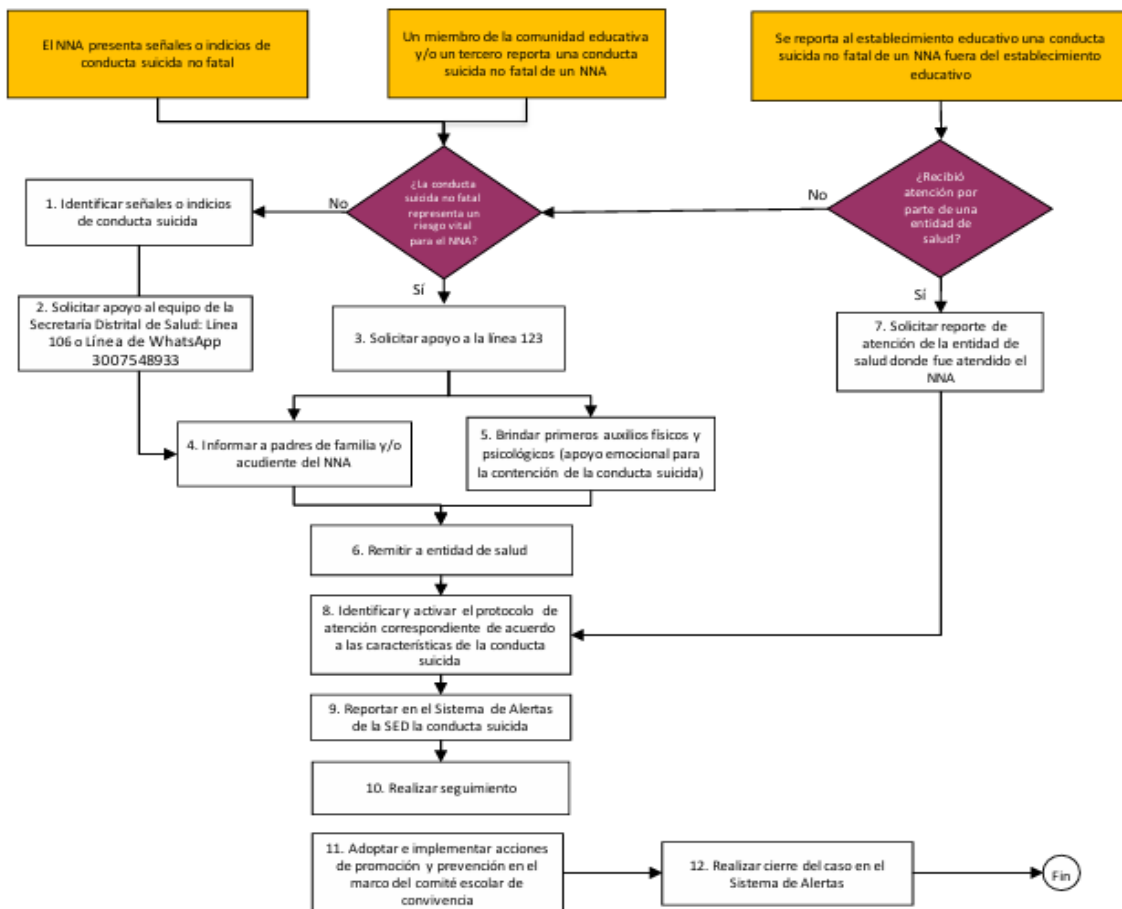 El NNA presenta señales o indicios de
conducta suicida no fatal
Un miembro de la comunidad educativa
y/o un tercero reporta una conducta
suicida no fatal de un NNA
Se reporta al establecimiento educativo una conducta
suicida no fatal de un NNA fuera del establecimiento
educativo
¿La conducta
suicida no fatal
representa un
riesgo vital
para el NNA?
¿Recibió
atención por
parte de una
entidad de
salud?
No
No
1. Identificar señales o indicios
de conducta suicida
Sí
Sí
2. Solicitar apoyo al equipo de la
Secretaría Distrital de Salud: Línea
106 o Línea de WhatsApp
3007548933
3. Solicitar apoyo a la línea 123
7. Solicitar reporte de
atención de la entidad de
salud donde fue atendido el
NNA
4. Informar a padres de familia y/o
acudiente del NNA
5. Brindar primeros auxilios físicos y
psicológicos (apoyo emocional para
la contención de la conducta suicida)
6. Remitir a entidad de salud
8. Identificar y activar el protocolo de
atención correspondiente de acuerdo
a las características de la conducta
suicida
9. Reportar en el Sistema de Alertas
de la SED la conducta suicida
10. Realizar seguimiento
11. Adoptar e implementar acciones
de promoción y prevención en el
marco del comité escolar de
convivencia
12. Realizar cierre del caso en el
Sistema de Alertas
Fin